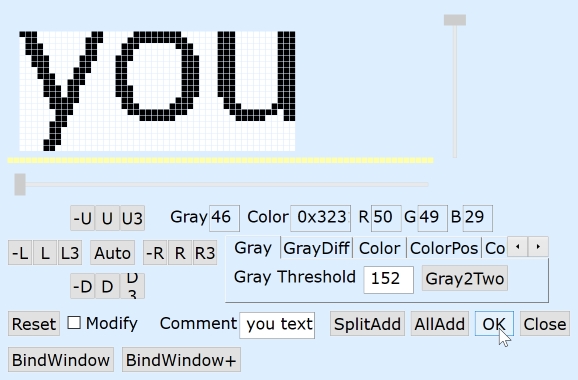 you
-U U U3 Gray 46 Color 0x323 R 50 G 49 B 29
-L L L3 Auto -R R R3 Gray GrayDiff Color ColorPos Co
-D D D3 Gray Threshold 152 Gray2Two
Reset Modify Comment you text SplitAdd AllAdd OK Close
BindWindow BindWindow+